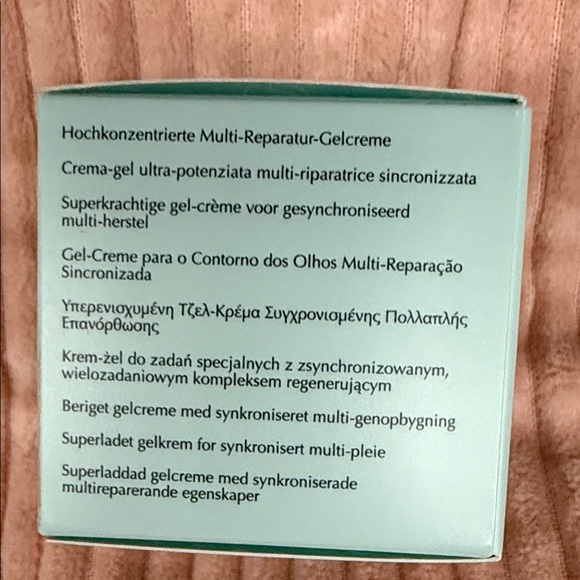 Hochkonzentrierte Multi-Reparatur-Gelcreme
Crema-gel ultra-potenziata multi-riparatrice sincronizzata
Superkrachtige gel-crème voor gesynchroniseerd
multi-herstel
Gel-Creme para o Contorno dos Olhos Multi-Reparação
Sincronizada
Υπερενισχυμένη Τζελ-Κρέμα Συγχρονισμένης Πολλαπλής
Επανόρθωσης
Krem-żel do zadań specjalnych z zsynchronizowanym,
wielozadaniowym kompleksem regenerującym
Beriget gelcreme med synkroniseret multi-genopbygning
Superladet gelkrem for synkronisert multi-pleie
Superladdad gelcreme med synkroniserade
multireparerande egenskaper